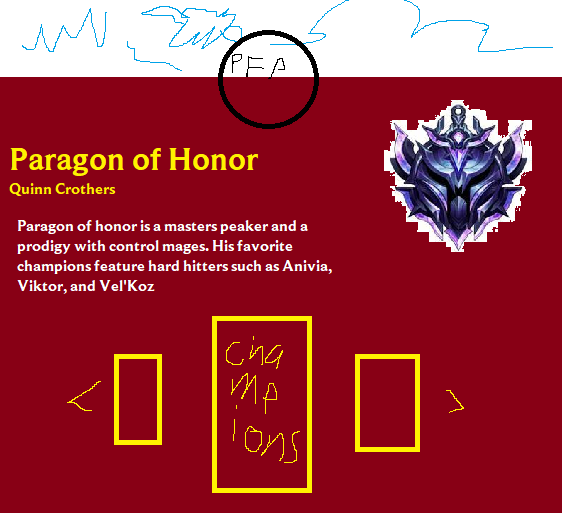 PFP
Paragon of Honor
Quinn Crothers
Paragon of honor is a masters peaker and a
prodigy with control mages. His favorite
champions feature hard hitters such as Anivia,
Viktor, and Vel'Koz
Cha
mp
ions